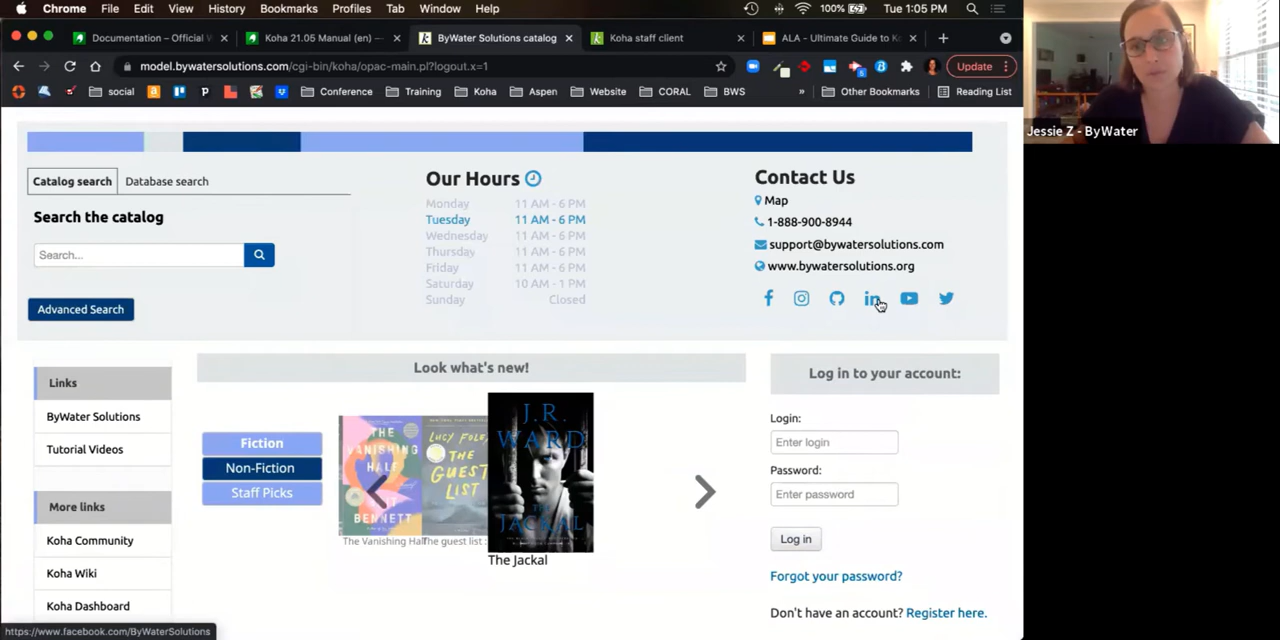 Chrome File Edit View History Bookmarks Profiles Tab Window Help 100% Tue 1:05 PM
Documentation – Official W
Koha 21.05 Manual (en) —
ByWater Solutions catalog
Koha staff client
ALA - Ultimate Guide to K
model.bywatersolutions.com/cgi-bin/koha/opac-main.pl?logout.x=1
Update
social
Conference
Training
Koha
Aspen
Website
CORAL
BWS
»
Other Bookmarks
Reading List
Jessie Z - ByWater
Catalog search
Database search
Search the catalog
Search...
Advanced Search
Our Hours
Monday 11 AM - 6 PM
Tuesday 11 AM - 6 PM
Wednesday 11 AM - 6 PM
Thursday 11 AM - 6 PM
Friday 11 AM - 6 PM
Saturday 10 AM - 1 PM
Sunday Closed
Contact Us
Map
1-888-900-8944
support@bywatersolutions.com
www.bywatersolutions.org
Links
ByWater Solutions
Tutorial Videos
More links
Koha Community
Koha Wiki
Koha Dashboard
Look what's new!
Fiction
Non-Fiction
Staff Picks
THE
VANISHING
HALF
BENNETT
The Vanishing Half
LUCY FOLEY
THE
GUEST
LIST
The guest list :
J.R.
WARD
THE
JACKAL
The Jackal
Log in to your account:
Login:
Enter login
Password:
Enter password
Log in
Forgot your password?
Don't have an account? Register here.
https://www.facebook.com/ByWaterSolutions